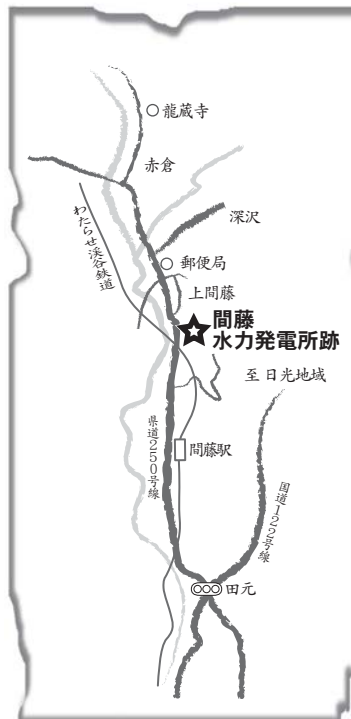 龍蔵寺
赤倉
わたらせ渓谷鉄道
深沢
郵便局
上間藤
間藤
水力発電所跡
至 日光地域
県道250号線
間藤駅
国道122号線
田元